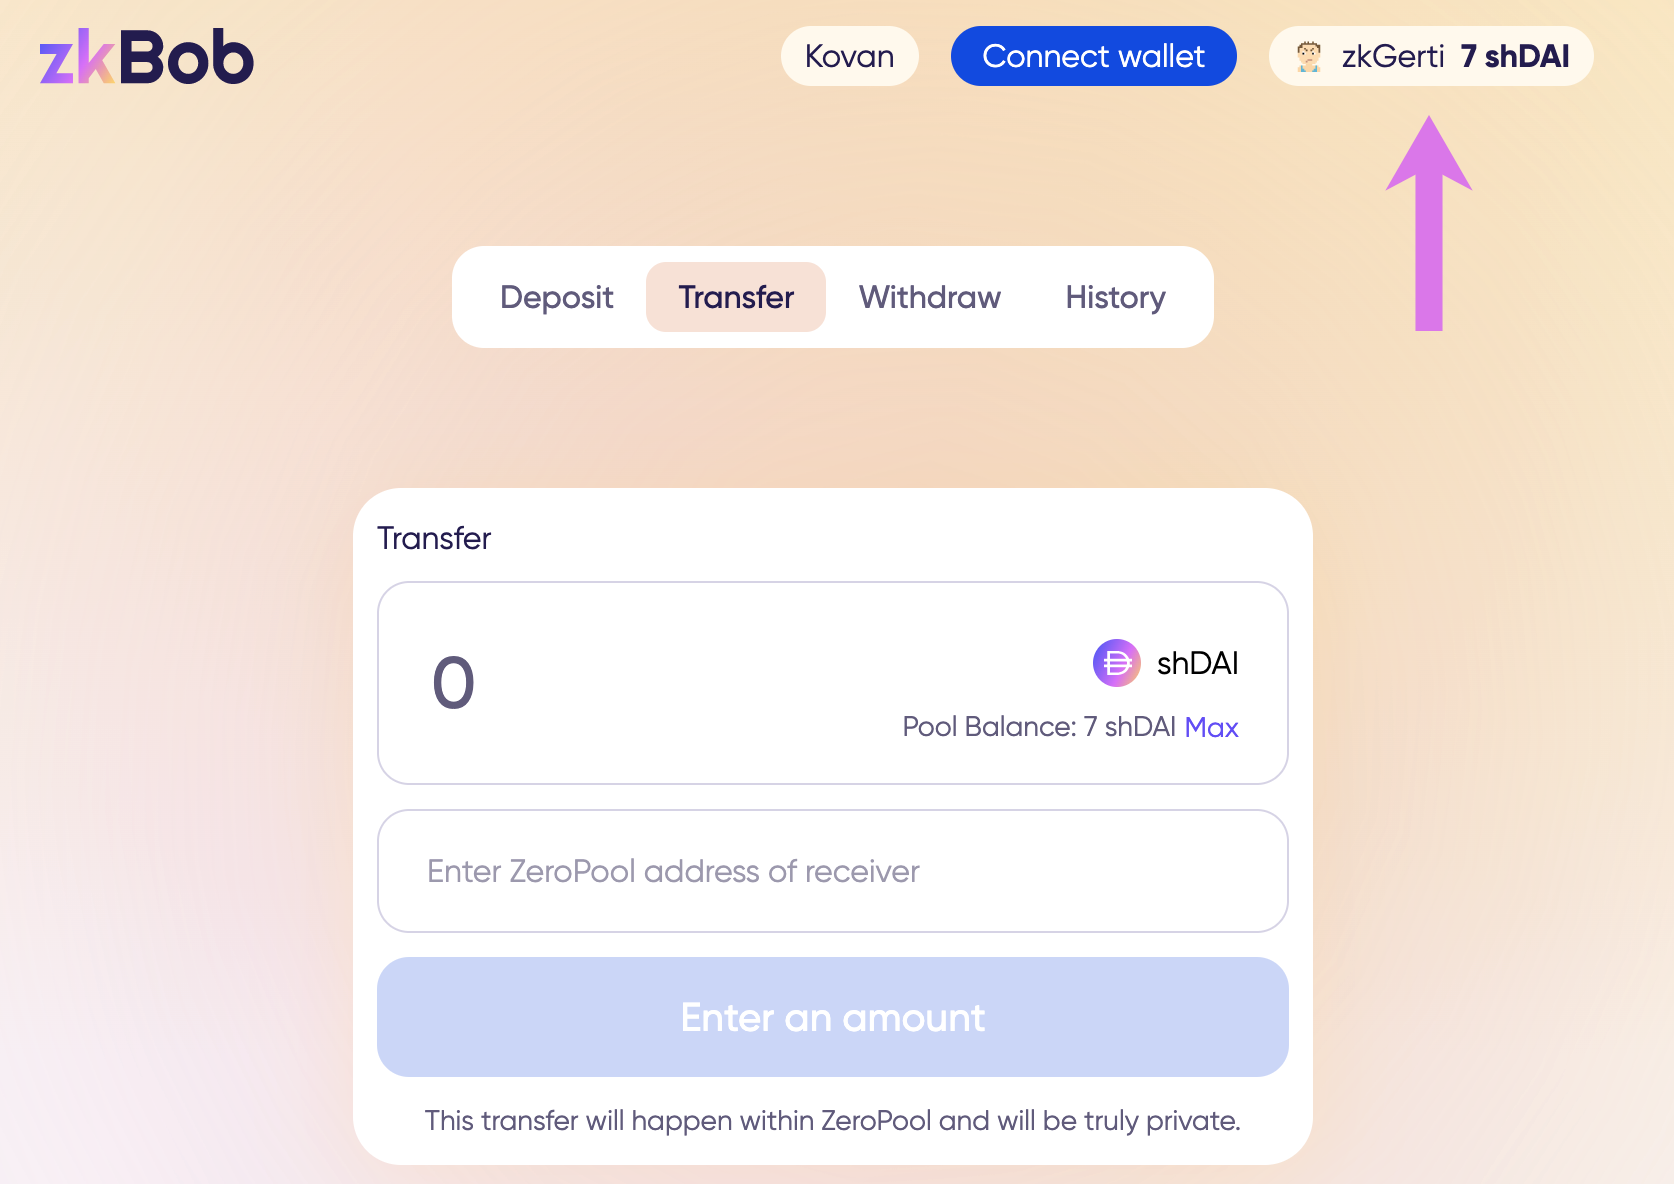 zkBob
Kovan
Connect wallet
zkGerti 7 shDAI
Deposit
Transfer
Withdraw
History
Transfer
0
shDAI
Pool Balance: 7 shDAI Max
Enter ZeroPool address of receiver
Enter an amount
This transfer will happen within ZeroPool and will be truly private.